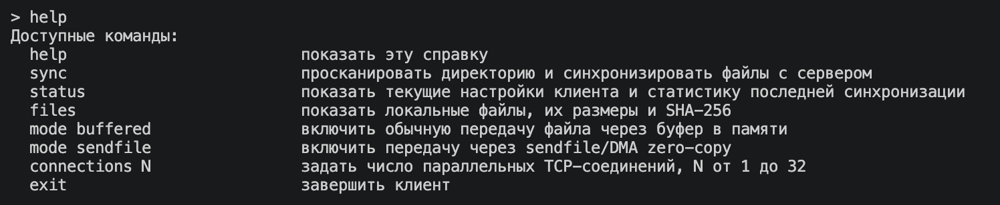 > help
Доступные команды:
  help                         показать эту справку
  sync                         просканировать директорию и синхронизировать файлы с сервером
  status                       показать текущие настройки клиента и статистику последней синхронизации
  files                        показать локальные файлы, их размеры и SHA-256
  mode buffered                включить обычную передачу файла через буфер в памяти
  mode sendfile                включить передачу через sendfile/DMA zero-copy
  connections N                задать число параллельных TCP-соединений, N от 1 до 32
  exit                         завершить клиент